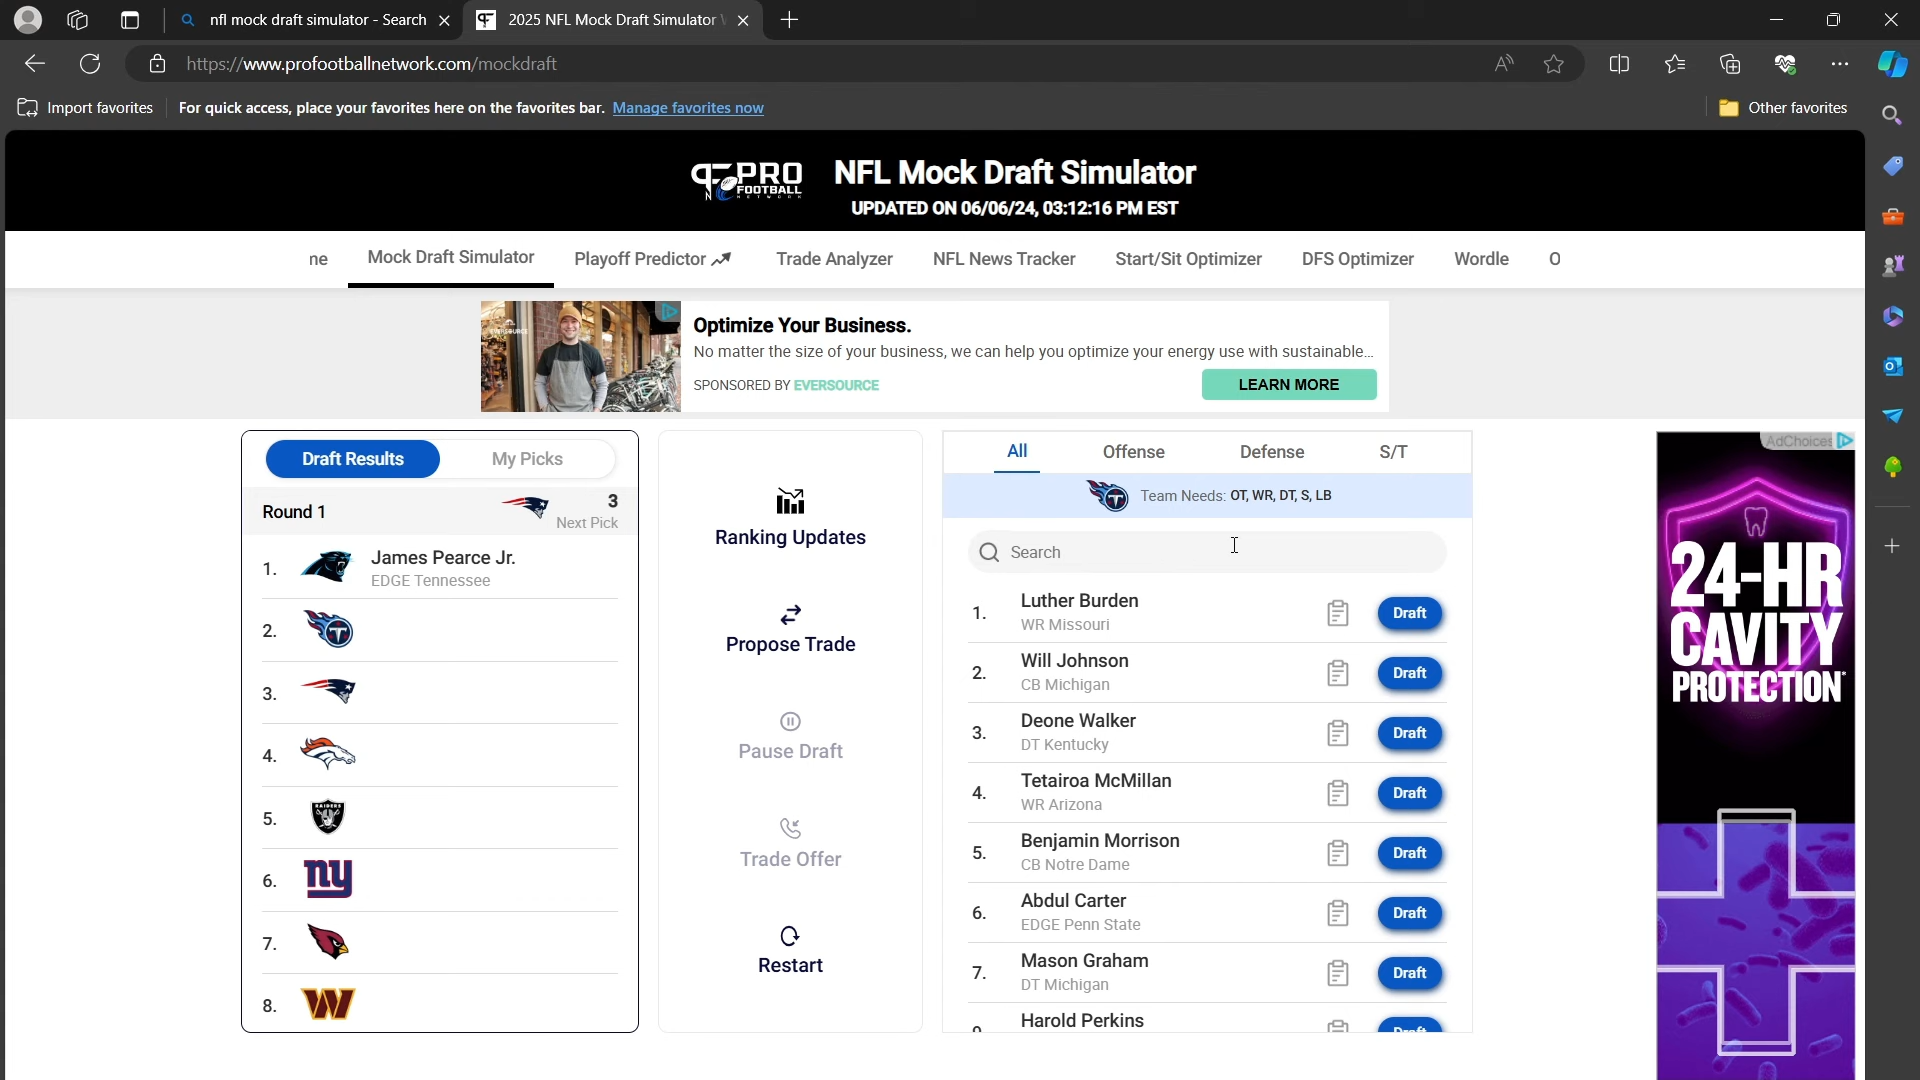 nfl mock draft simulator - Search
2025 NFL Mock Draft Simulator
https://www.profootballnetwork.com/mockdraft
Import favorites
For quick access, place your favorites here on the favorites bar. Manage favorites now
Other favorites
PRO
FOOTBALL
NETWORK
NFL Mock Draft Simulator
UPDATED ON 06/06/24, 03:12:16 PM EST
ne
Mock Draft Simulator
Playoff Predictor
Trade Analyzer
NFL News Tracker
Start/Sit Optimizer
DFS Optimizer
Wordle
O
Optimize Your Business.
No matter the size of your business, we can help you optimize your energy use with sustainable...
SPONSORED BY EVERSOURCE
LEARN MORE
Draft Results
My Picks
Round 1
3
Next Pick
1.
James Pearce Jr.
EDGE Tennessee
2.
3.
4.
5.
RAIDERS
6.
ny
7.
8.
W
Ranking Updates
Propose Trade
Pause Draft
Trade Offer
Restart
All
Offense
Defense
S/T
Team Needs: OT, WR, DT, S, LB
Search
1.
Luther Burden
WR Missouri
Draft
2.
Will Johnson
CB Michigan
Draft
3.
Deone Walker
DT Kentucky
Draft
4.
Tetairoa McMillan
WR Arizona
Draft
5.
Benjamin Morrison
CB Notre Dame
Draft
6.
Abdul Carter
EDGE Penn State
Draft
7.
Mason Graham
DT Michigan
Draft
Harold Perkins
Draft
AdChoices
24-HR
CAVITY
PROTECTION*